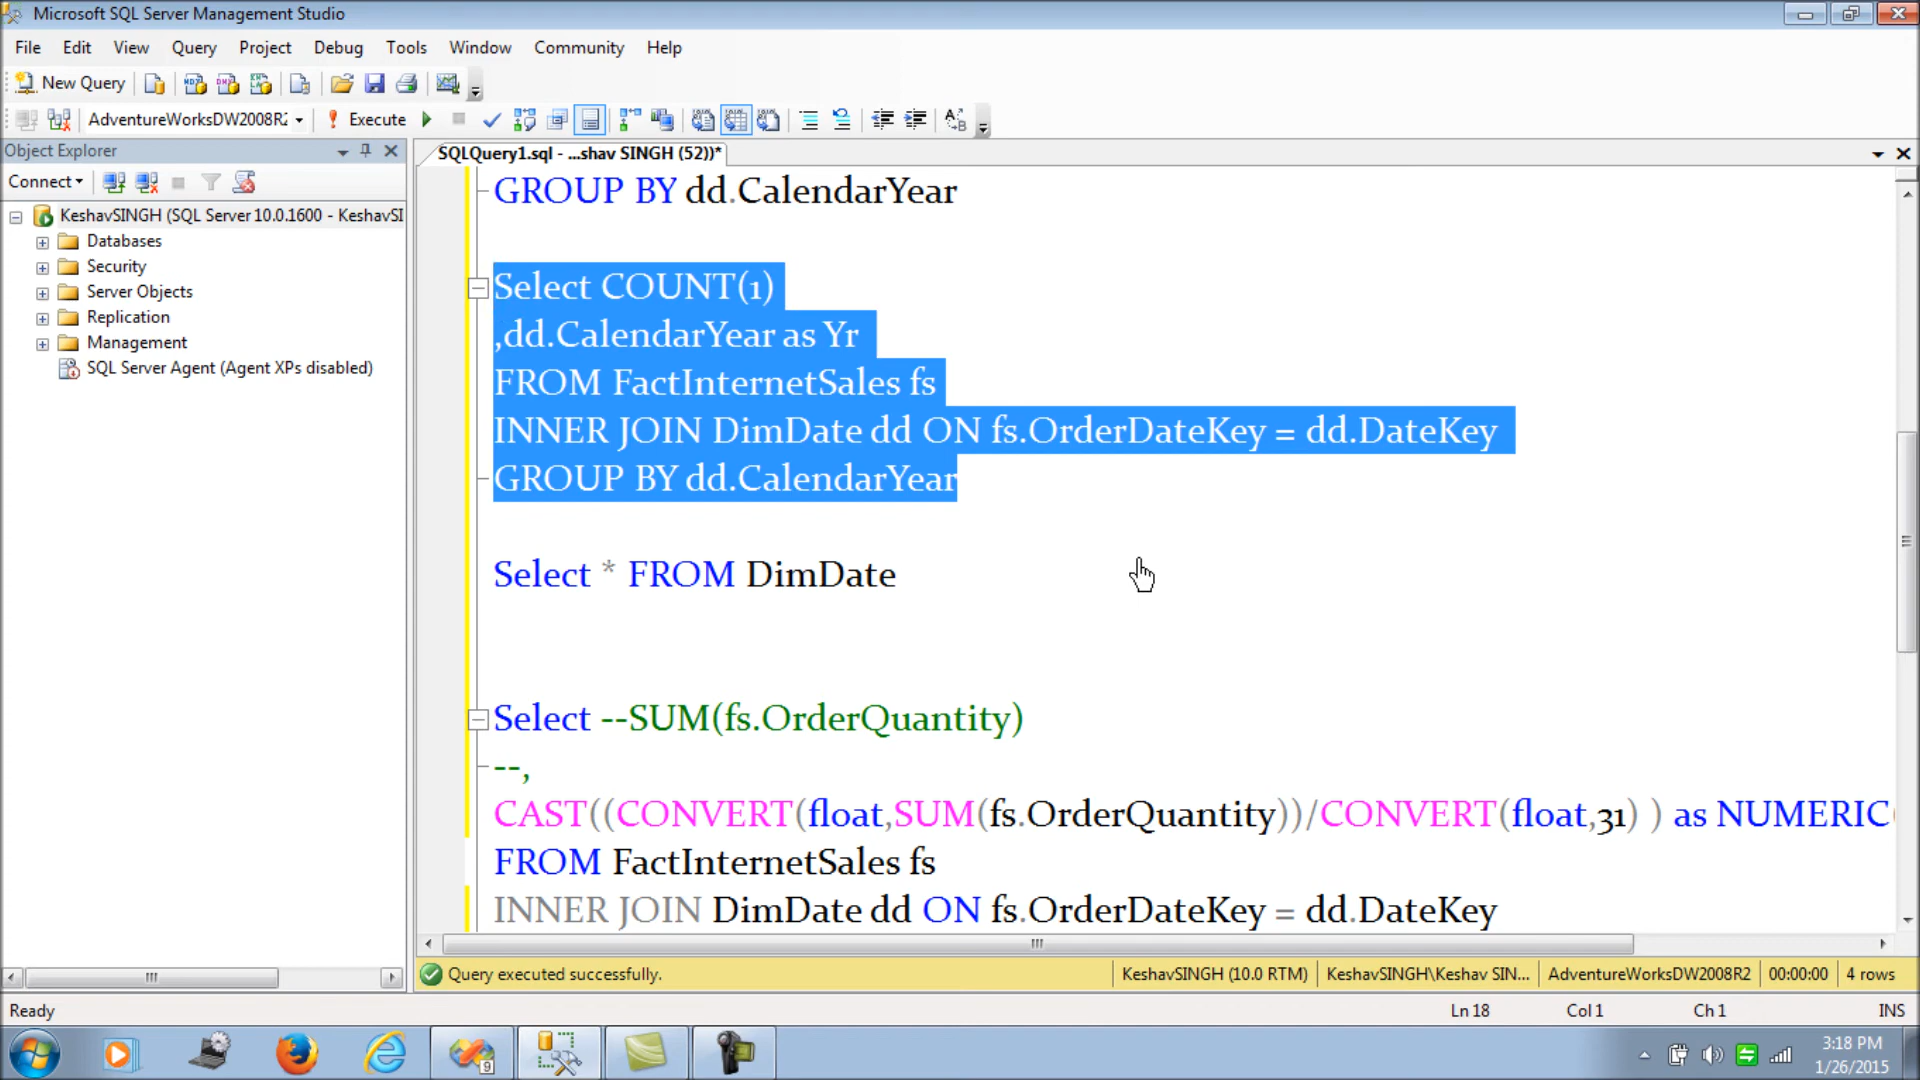 Microsoft SQL Server Management Studio
File Edit View Query Project Debug Tools Window Community Help
New Query
AdventureWorksDW2008R2 Execute
Object Explorer
SQLQuery1.sql - ...shav SINGH (52))*
Connect
KeshavSINGH (SQL Server 10.0.1600 - KeshavSI
Databases
Security
Server Objects
Replication
Management
SQL Server Agent (Agent XPs disabled)
GROUP BY dd.CalendarYear
Select COUNT(1)
,dd.CalendarYear as Yr
FROM FactInternetSales fs
INNER JOIN DimDate dd ON fs.OrderDateKey = dd.DateKey
GROUP BY dd.CalendarYear
Select * FROM DimDate
Select --SUM(fs.OrderQuantity)
--,
CAST((CONVERT(float,SUM(fs.OrderQuantity))/CONVERT(float,31) ) as NUMERIC(
FROM FactInternetSales fs
INNER JOIN DimDate dd ON fs.OrderDateKey = dd.DateKey
Query executed successfully. KeshavSINGH (10.0 RTM) KeshavSINGH\Keshav SIN... AdventureWorksDW2008R2 00:00:00 4 rows
Ready Ln 18 Col 1 Ch 1 INS
3:18 PM
1/26/2015